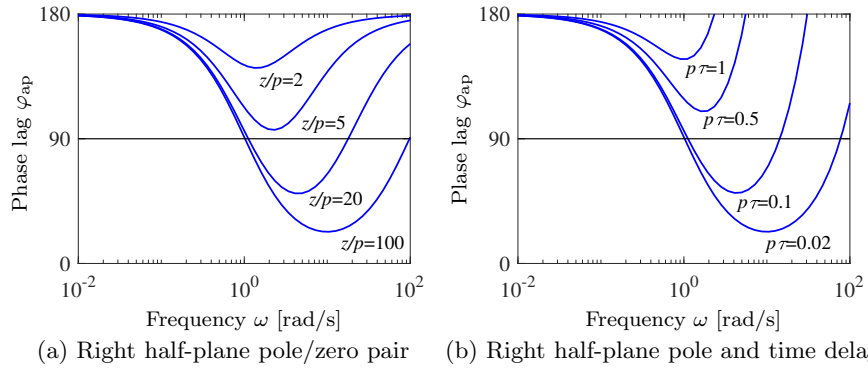 180
90
0
Phase lag φap
z/p=2
z/p=5
z/p=20
z/p=100
10-2
100
102
Frequency ω [rad/s]
(a) Right half-plane pole/zero pair
180
90
0
Plase lag φap
pτ=1
pτ=0.5
pτ=0.1
pτ=0.02
10-2
100
102
Frequency ω [rad/s]
(b) Right half-plane pole and time dela